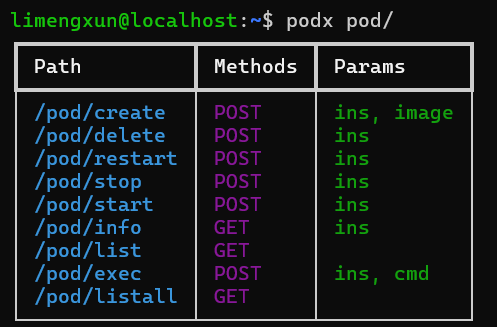 limengxun@localhost:~$ podx pod/
Path Methods Params
/pod/create POST ins, image
/pod/delete POST ins
/pod/restart POST ins
/pod/stop POST ins
/pod/start POST ins
/pod/info GET ins
/pod/list GET
/pod/exec POST ins, cmd
/pod/listall GET